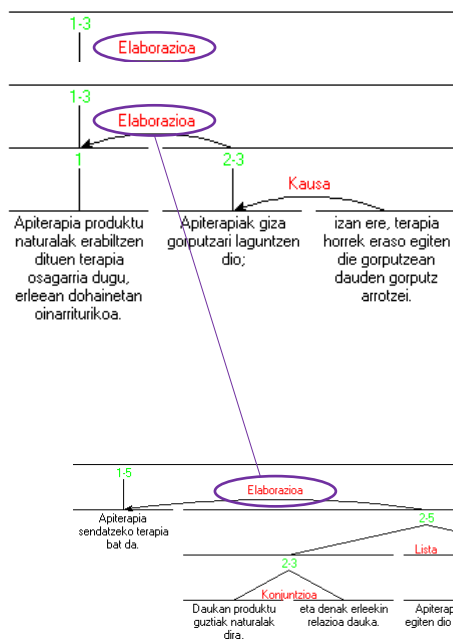 1-3
Elaborazioa
1-3
Elaborazioa
1
2-3
Kausa
Apiterapia produktu
naturalak erabiltzen
dituen terapia
osagarria dugu,
erleean dohainetan
oinarriturikoa.
Apiterapiak giza
gorputzari laguntzen
dio;
izan ere, terapia
horrek eraso egiten
die gorputzean
dauden gorputz
arrotzei.
1-5
Elaborazioa
Apiterapia
sendatzeko terapia
bat da.
2-5
Lista
2-3
Konjuntzioa
Daukan produktu
guztiak naturalak
dira.
eta denak erleekin
relazioa dauka.
Apiterap
egiten dio